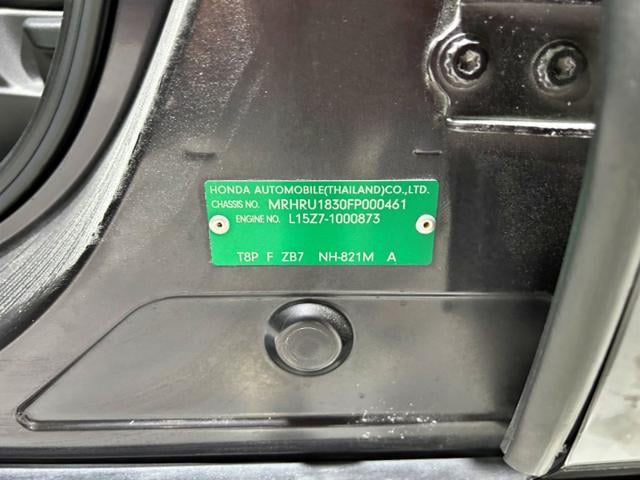 HONDA AUTOMOBILE(THAILAND)CO.,LTD.
CHASSIS NO. MRHRU1830FP000461
ENGINE NO. L15Z7-1000873
T8P F ZB7 NH-821M A